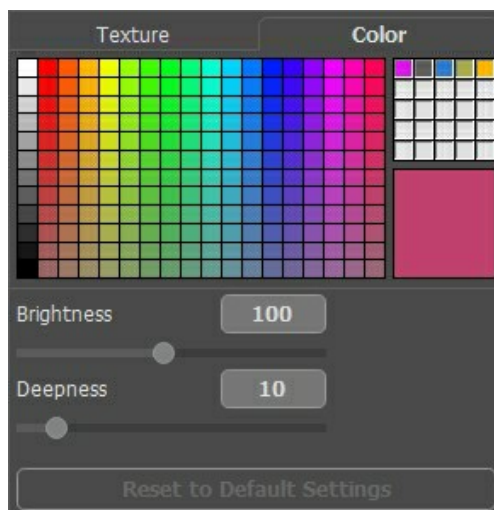 Texture Color
Brightness 100
Deepness 10
Reset to Default Settings